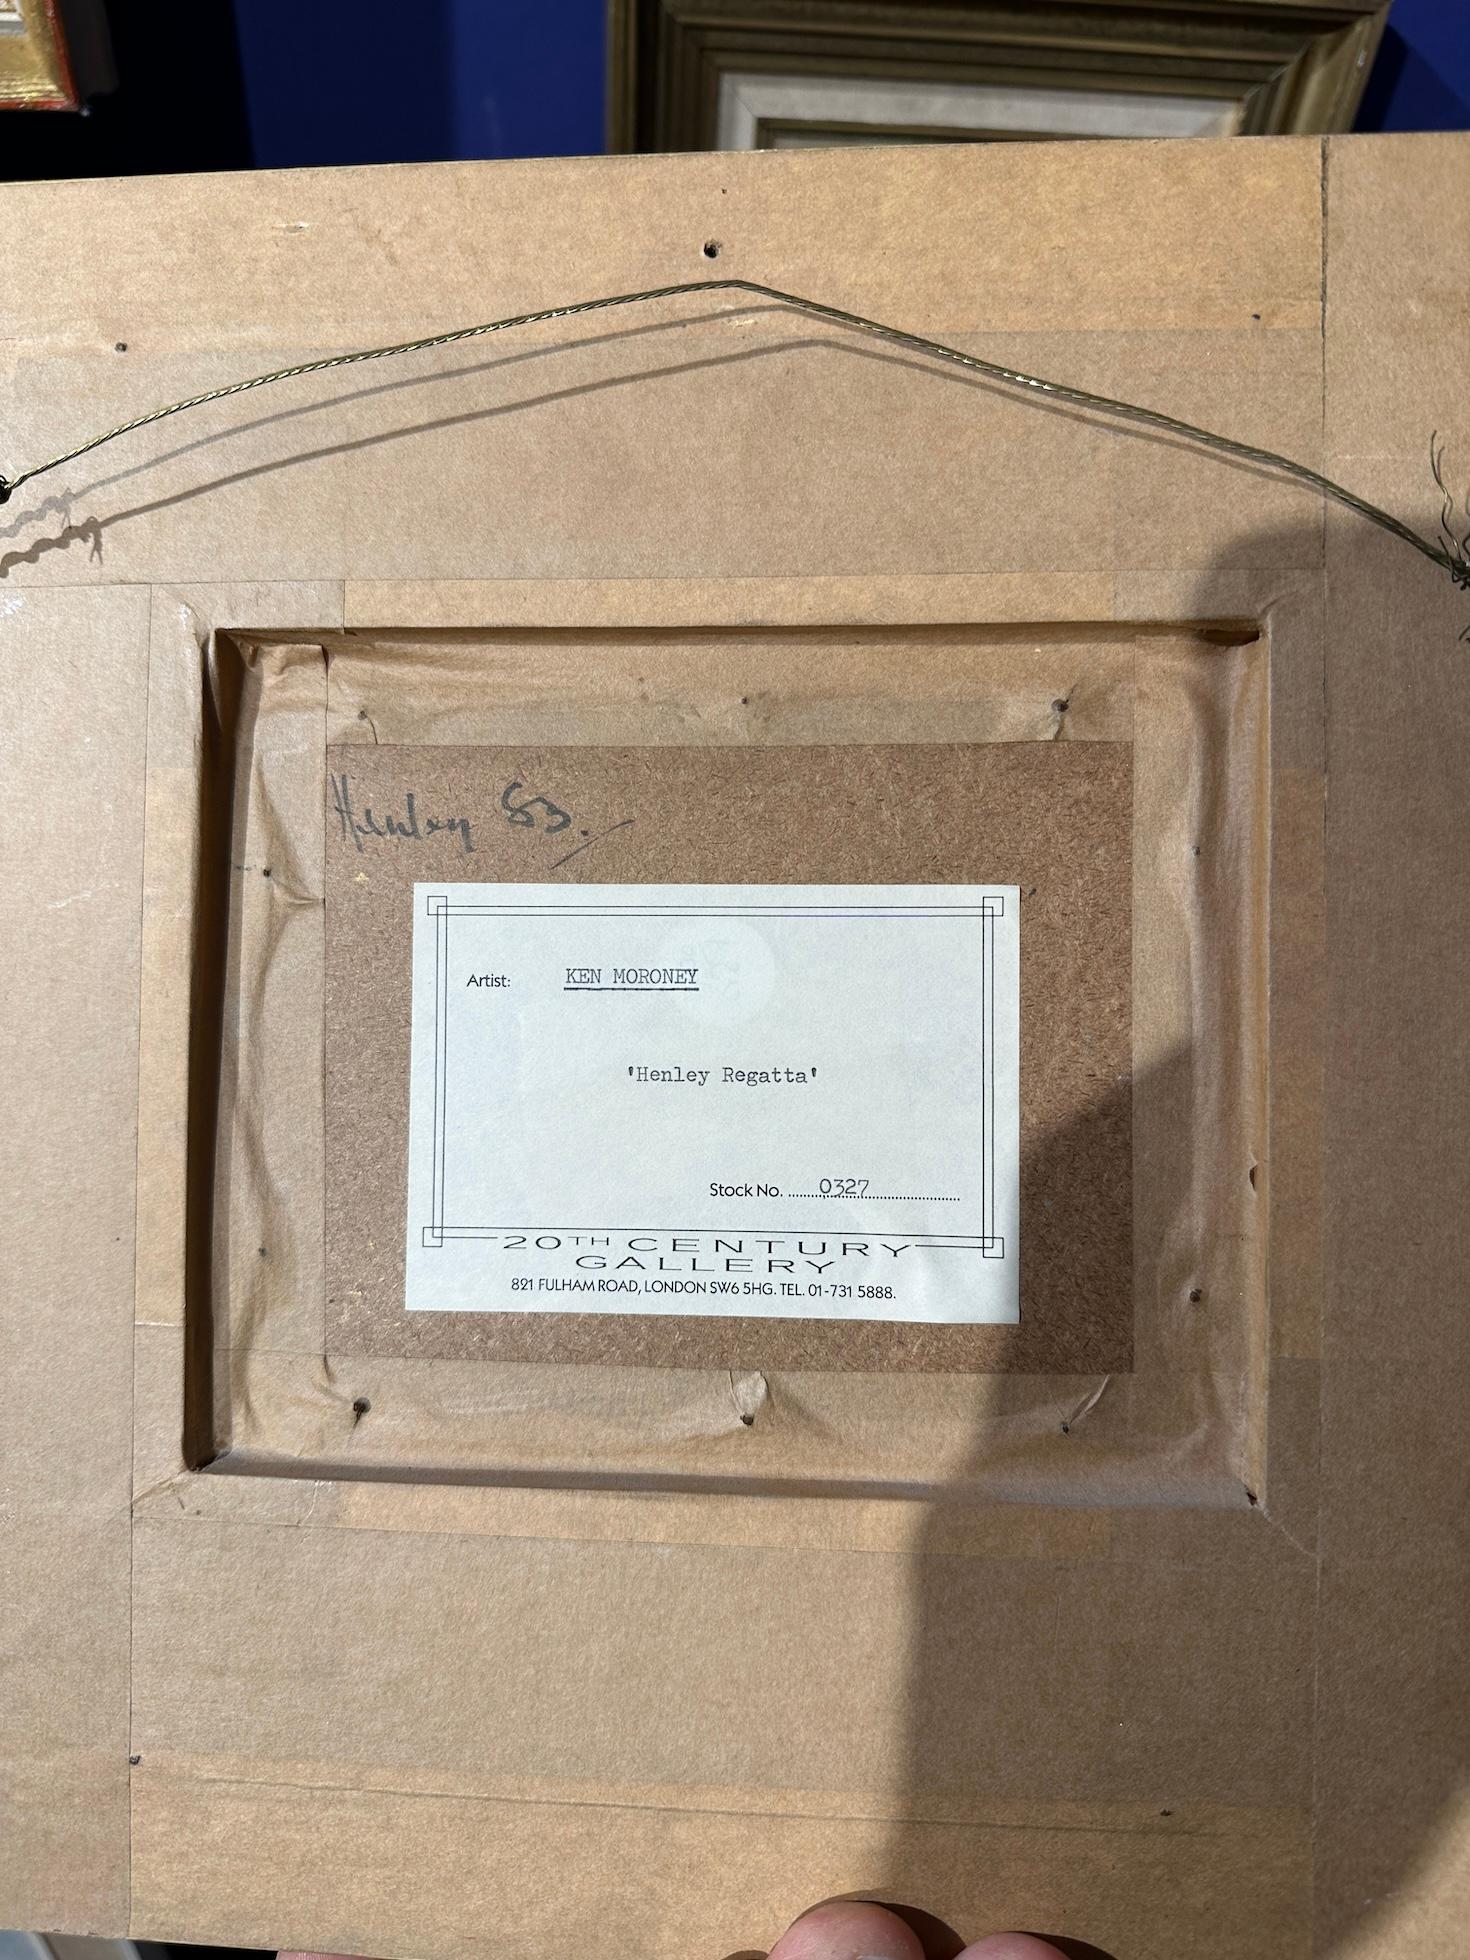 Henley 83.
Artist: KEN MORONEY
'Henley Regatta'
Stock No. 0327
20TH CENTURY
GALLERY
821 FULHAM ROAD, LONDON SW6 5HG. TEL. 01-731 5888.